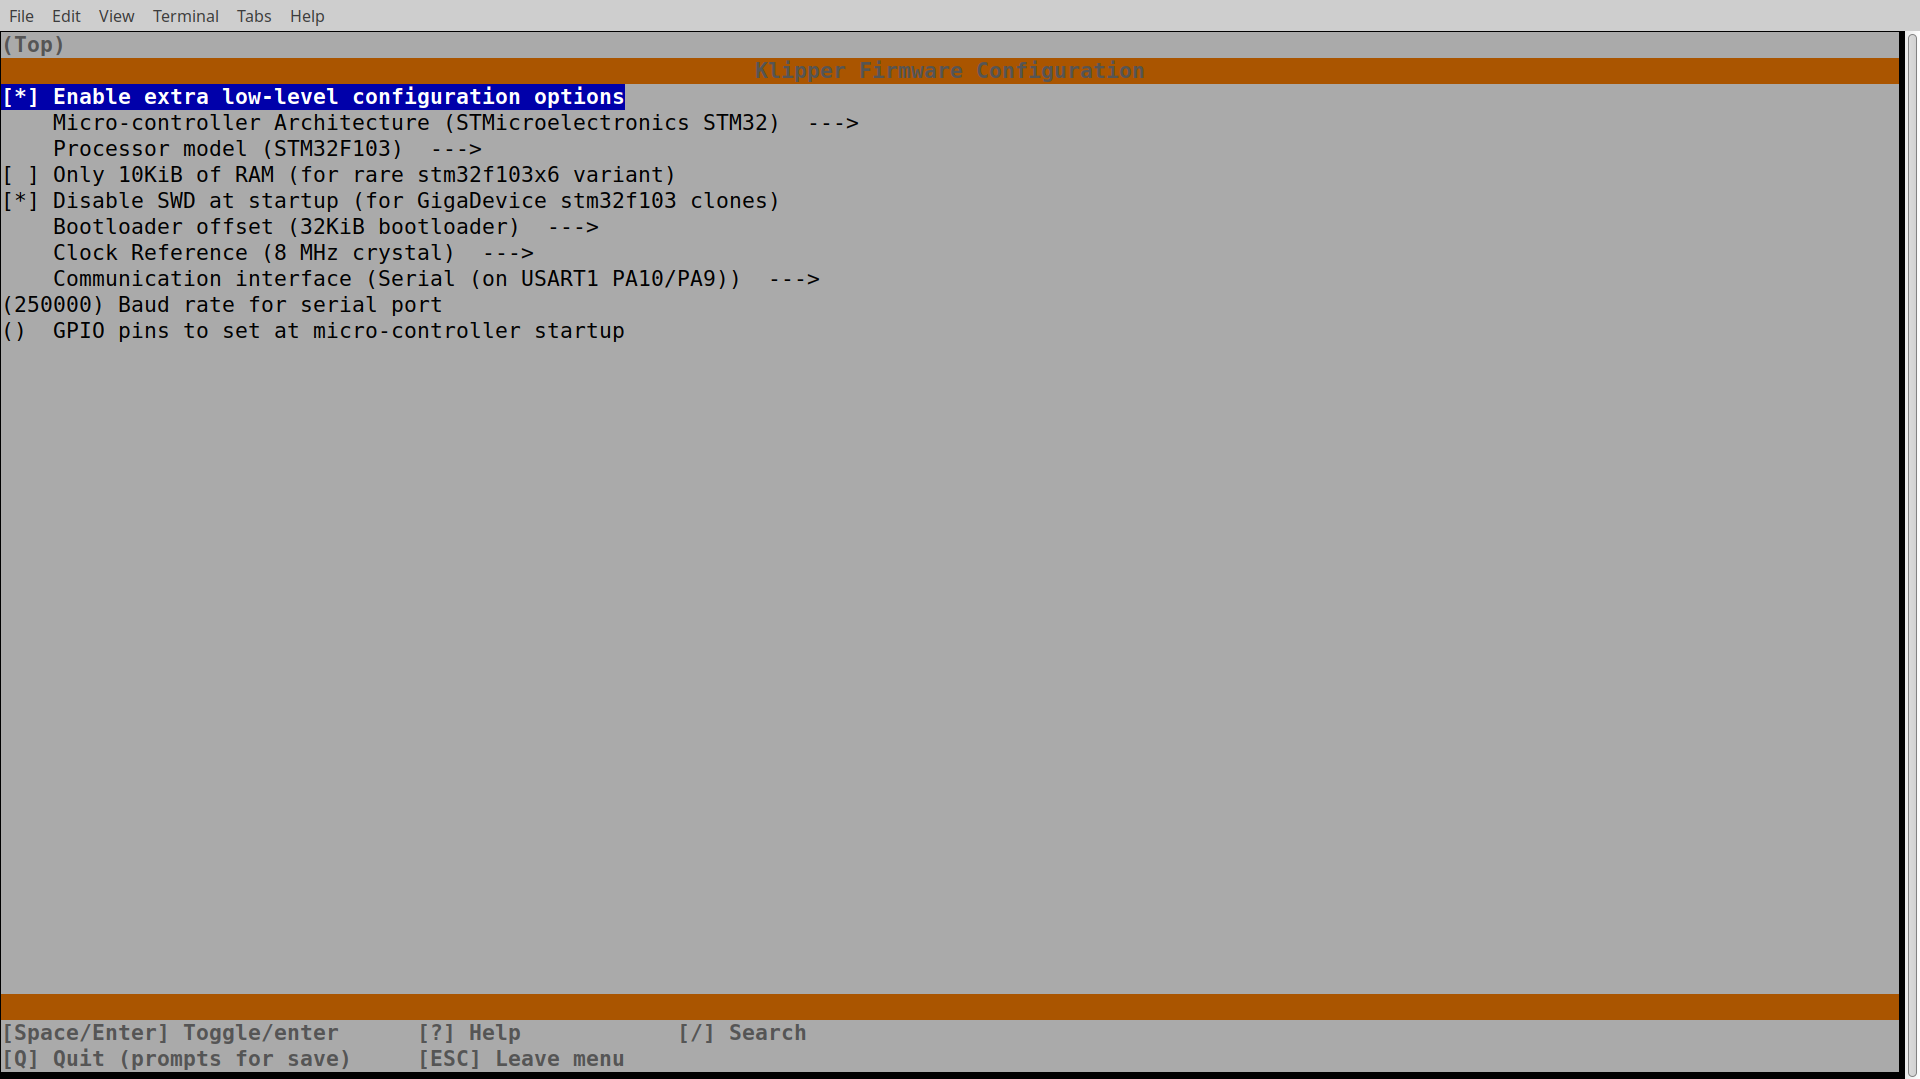 File Edit View Terminal Tabs Help
(Top)
Klipper Firmware Configuration
[*] Enable extra low-level configuration options
    Micro-controller Architecture (STMicroelectronics STM32)  --->
    Processor model (STM32F103)  --->
[ ] Only 10KiB of RAM (for rare stm32f103x6 variant)
[*] Disable SWD at startup (for GigaDevice stm32f103 clones)
    Bootloader offset (32KiB bootloader)  --->
    Clock Reference (8 MHz crystal)  --->
    Communication interface (Serial (on USART1 PA10/PA9))  --->
(250000) Baud rate for serial port
()  GPIO pins to set at micro-controller startup
[Space/Enter] Toggle/enter      [?] Help            [/] Search
[Q] Quit (prompts for save)     [ESC] Leave menu